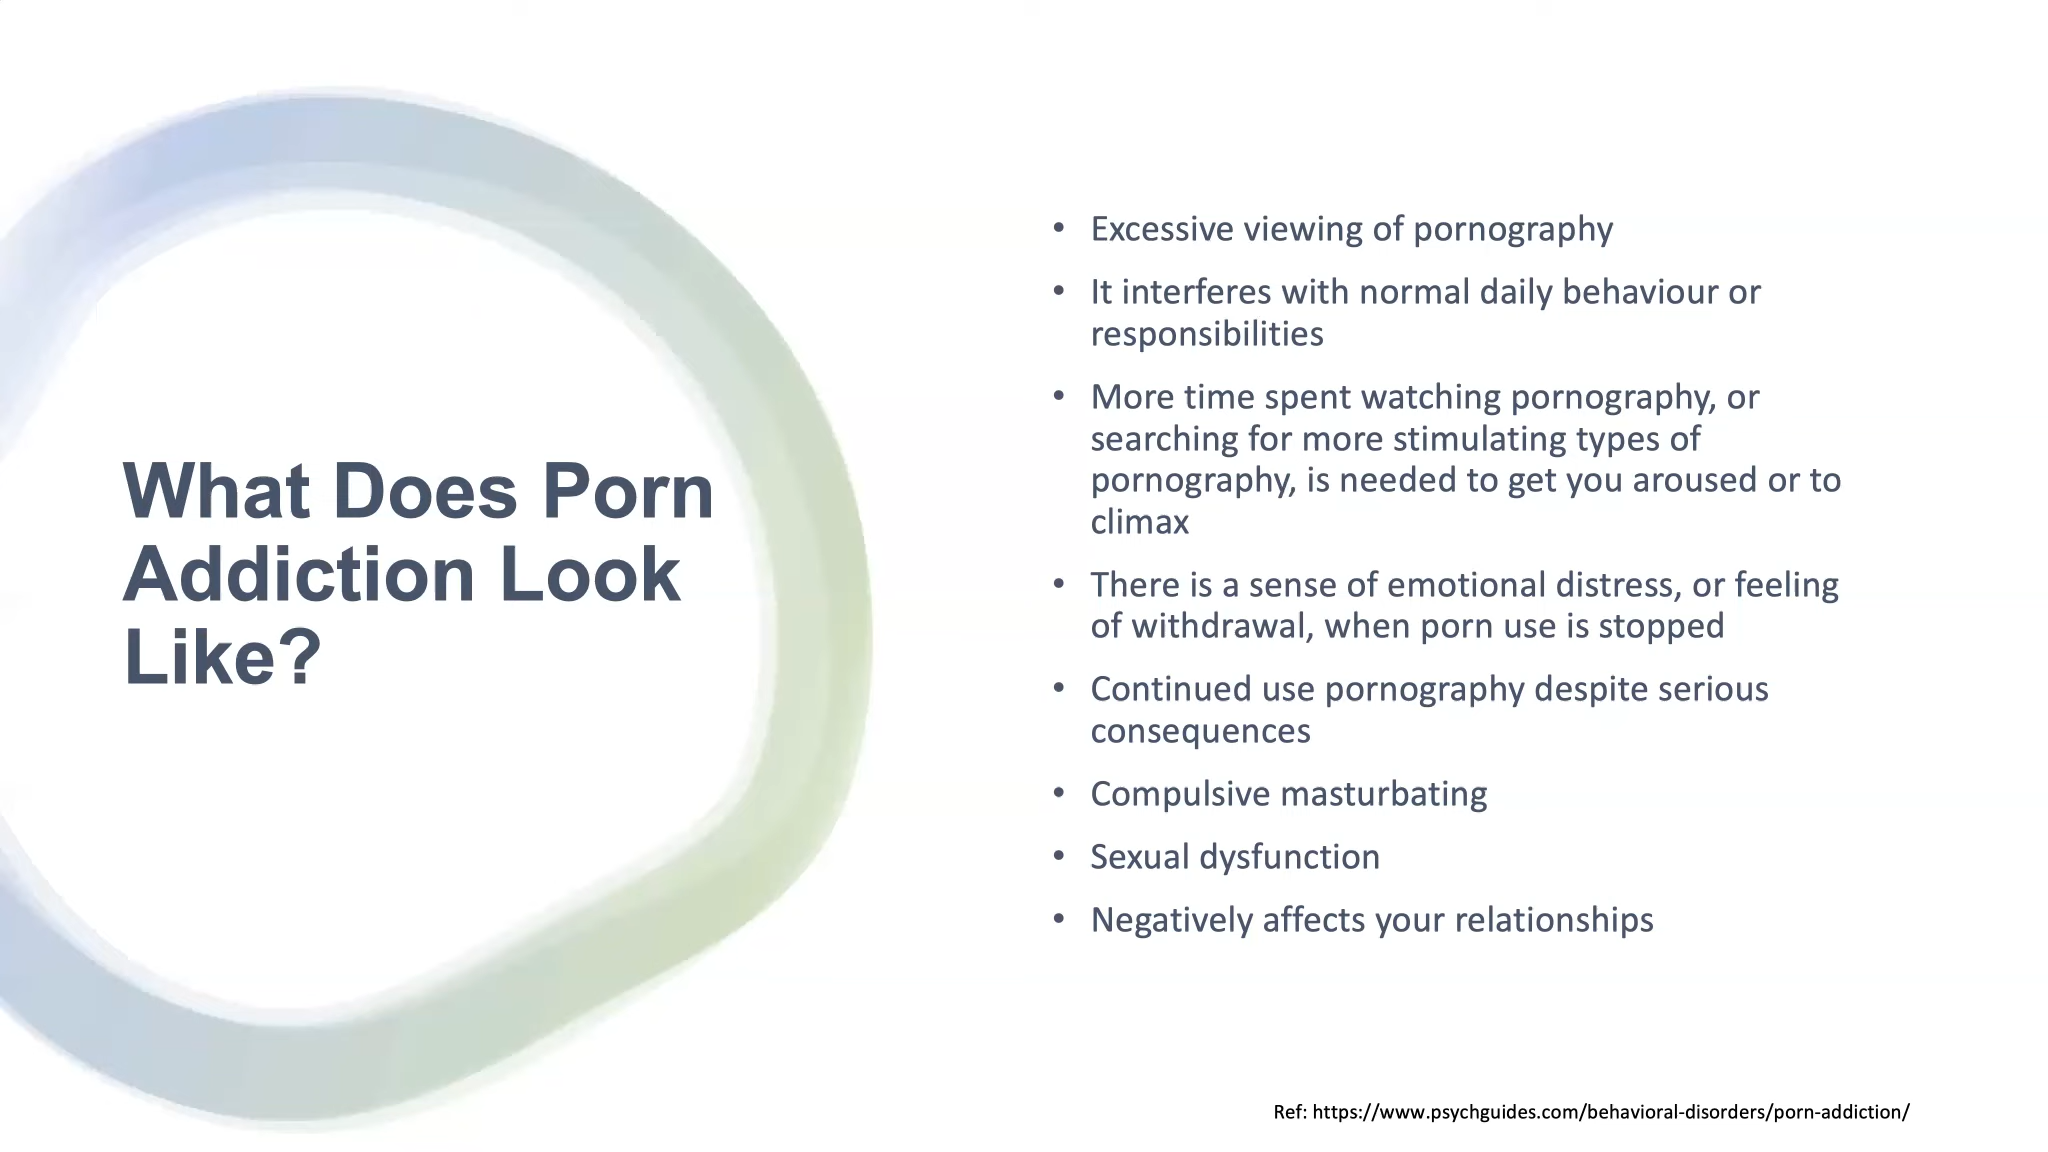 What Does Porn
Addiction Look
Like?
• Excessive viewing of pornography
• It interferes with normal daily behaviour or
responsibilities
• More time spent watching pornography, or
searching for more stimulating types of
pornography, is needed to get you aroused or to
climax
• There is a sense of emotional distress, or feeling
of withdrawal, when porn use is stopped
• Continued use pornography despite serious
consequences
• Compulsive masturbating
• Sexual dysfunction
• Negatively affects your relationships
Ref: https://www.psychguides.com/behavioral-disorders/porn-addiction/